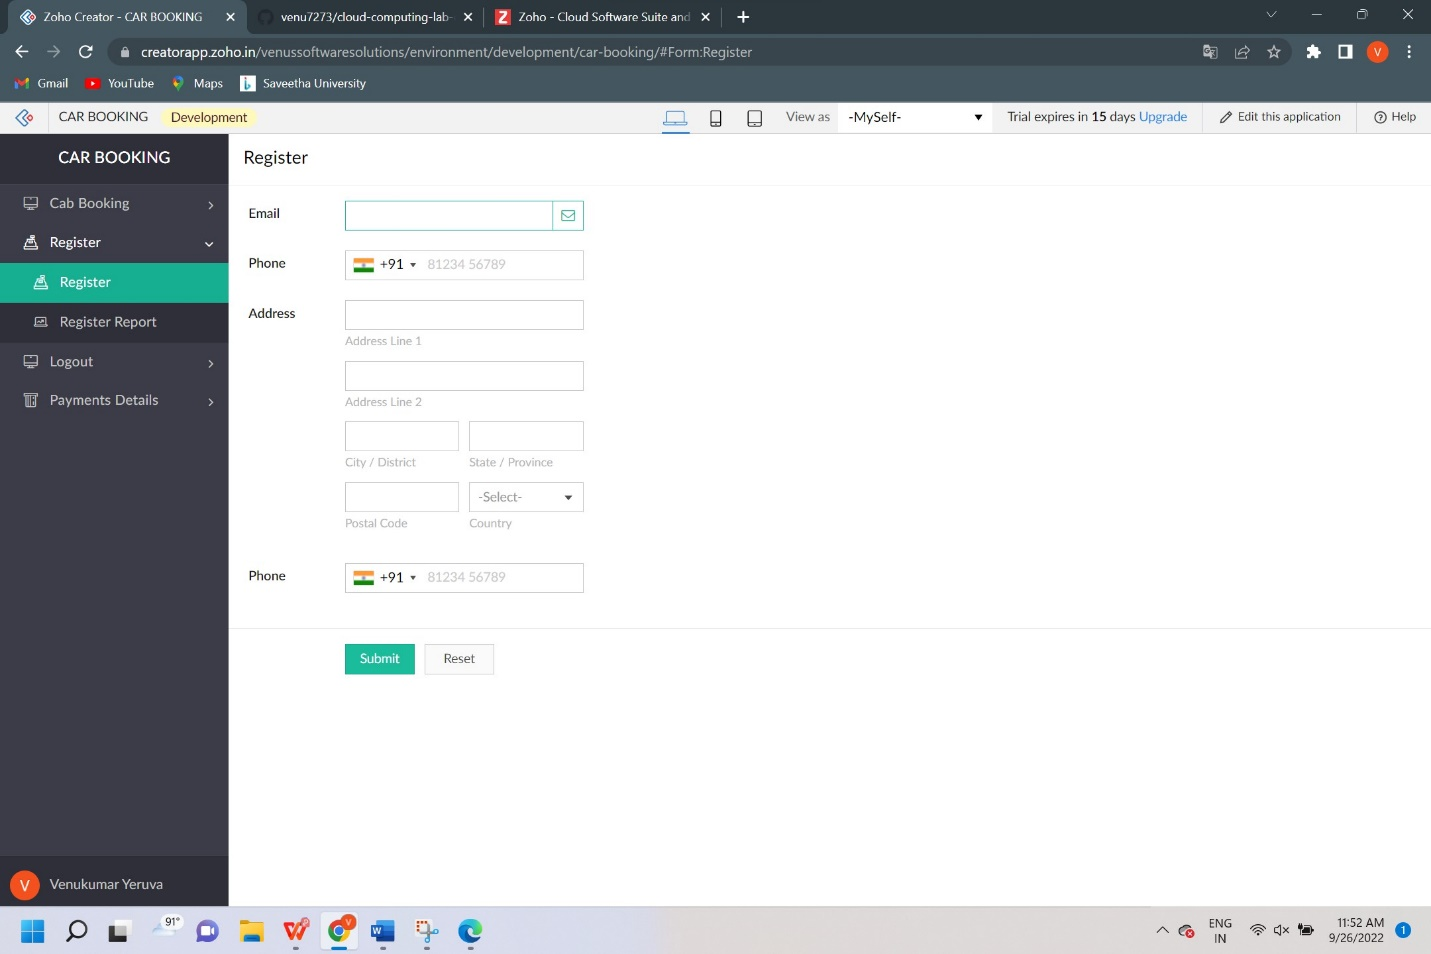 Zoho Creator - CAR BOOKING
venu7273/cloud-computing-lab-
Zoho - Cloud Software Suite and
creatorapp.zoho.in/venussoftwaresolutions/environment/development/car-booking/#Form:Register
V
Gmail
YouTube
Maps
Saveetha University
CAR BOOKING
Development
View as
-MySelf-
Trial expires in 15 days Upgrade
Edit this application
Help
CAR BOOKING
Register
Cab Booking
Register
Register
Register Report
Logout
Payments Details
Email
Phone
+91
81234 56789
Address
Address Line 1
Address Line 2
City / District
State / Province
-Select-
Postal Code
Country
Phone
+91
81234 56789
Submit
Reset
V
Venukumar Yeruva
91°
ENG
IN
11:52 AM
9/26/2022
1